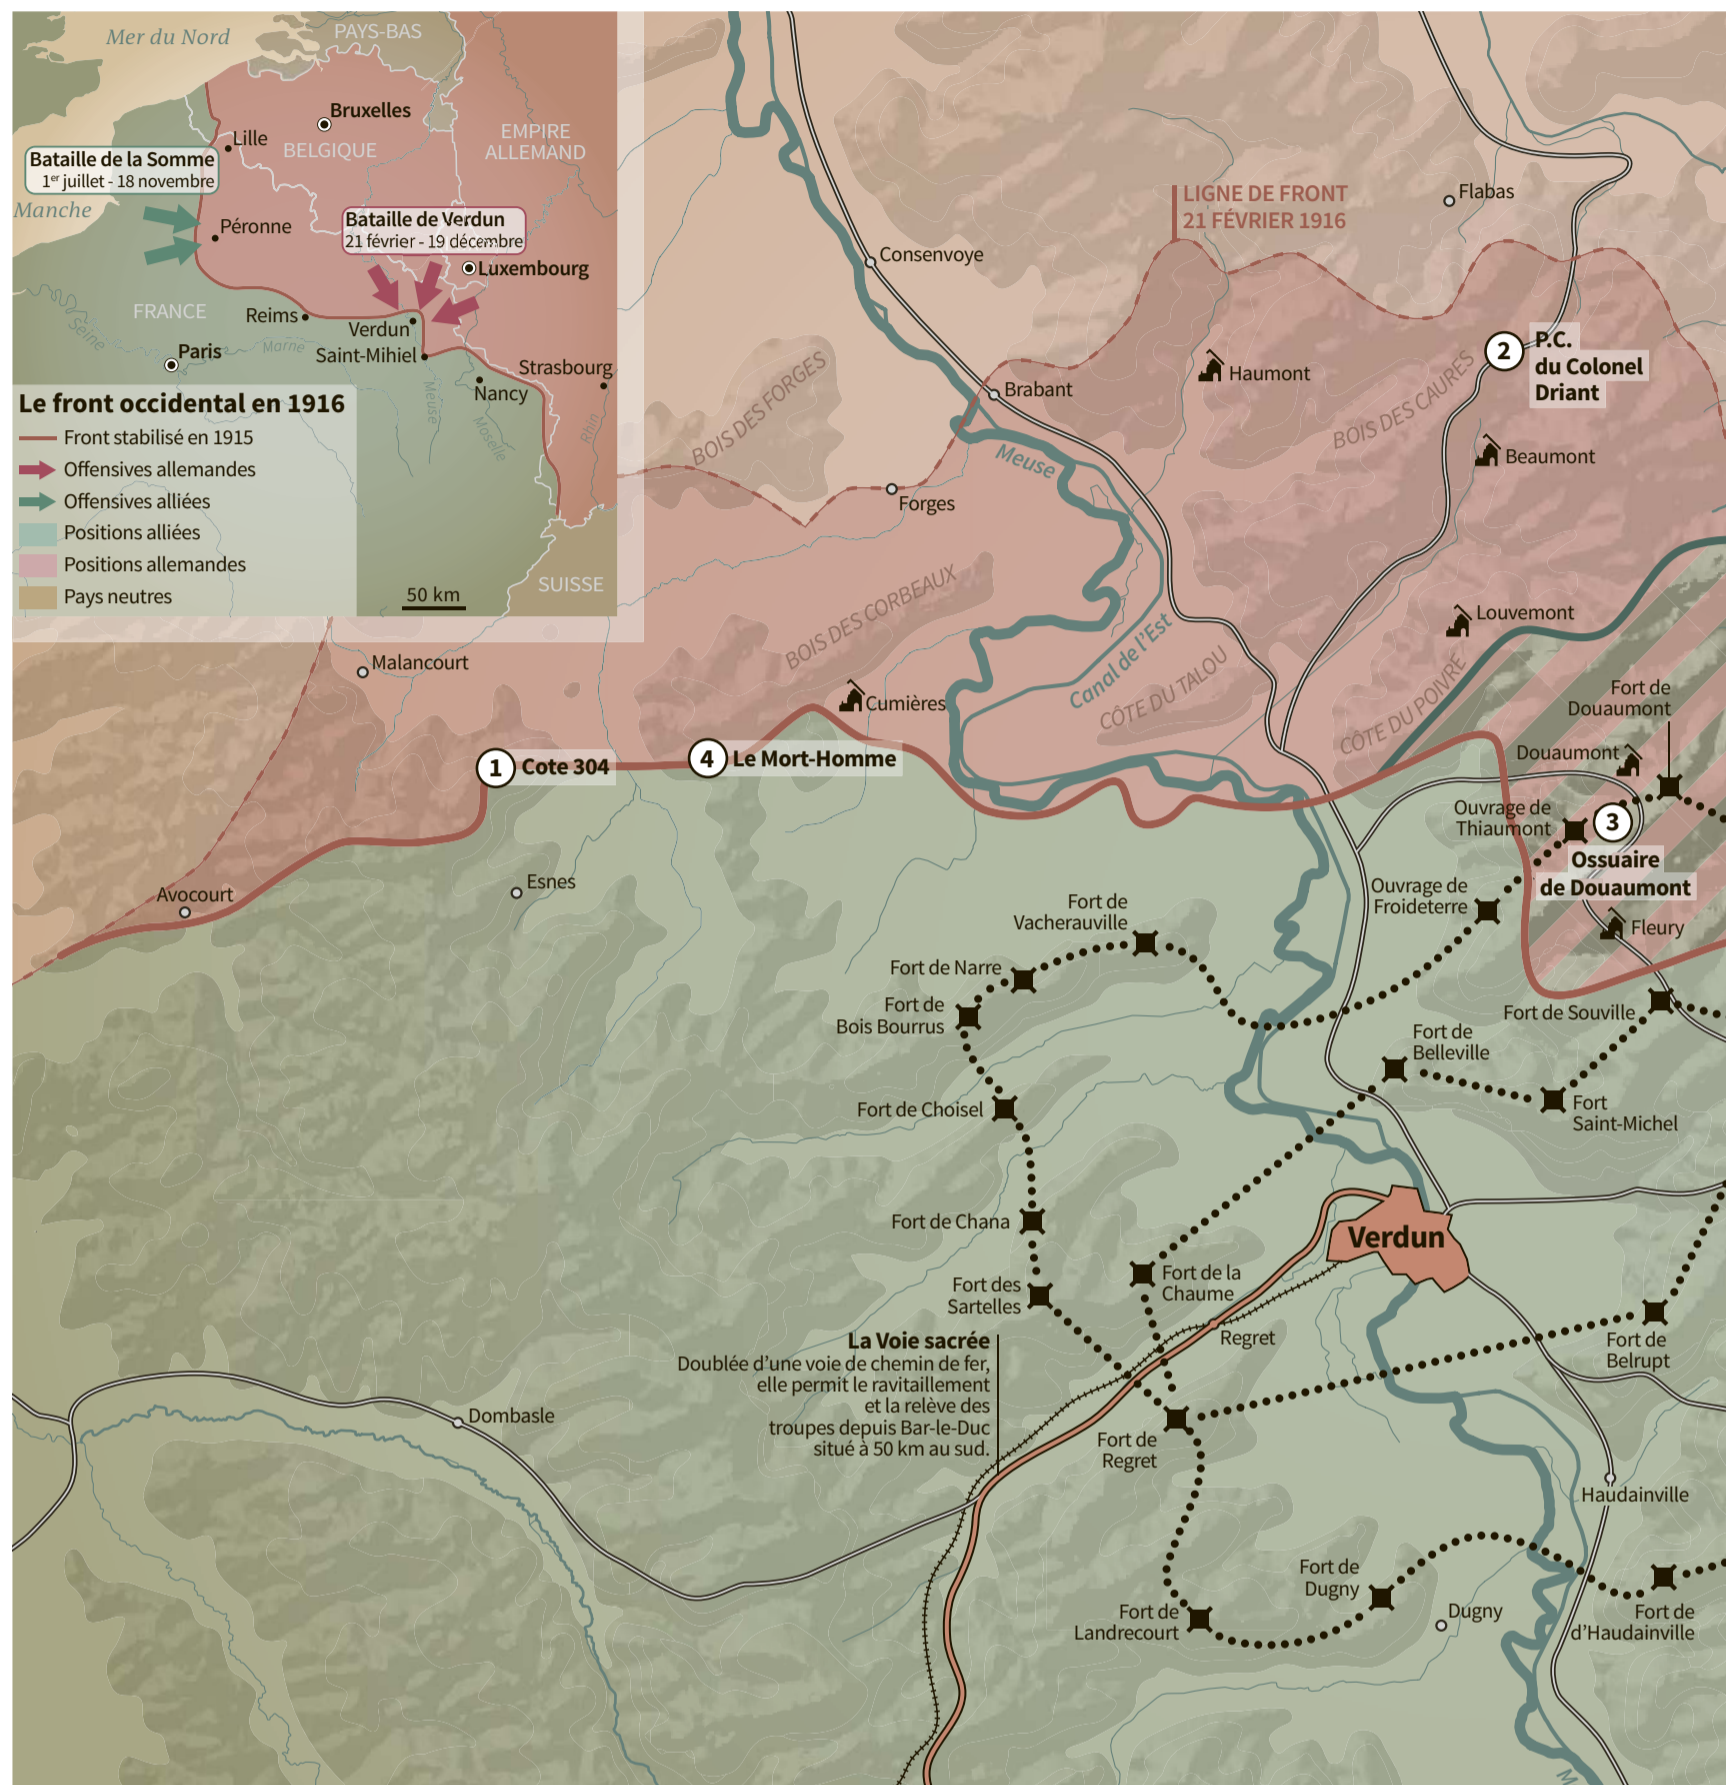 Mer du Nord
PAYS-BAS
Bruxelles
Lille
BELGIQUE
EMPIRE
ALLEMAND
Bataille de la Somme
1er juillet - 18 novembre
Manche
Péronne
Bataille de Verdun
21 février - 19 décembre
Luxembourg
FRANCE
Reims
Verdun
Seine
Marne
Paris
Saint-Mihiel
Strasbourg
Nancy
Meuse
Moselle
Rhin
Le front occidental en 1916
Front stabilisé en 1915
Offensives allemandes
Offensives alliées
Positions alliées
Positions allemandes
Pays neutres
50 km
SUISSE
LIGNE DE FRONT
21 FÉVRIER 1916
Flabas
Consenvoye
2
P.C.
du Colonel
Driant
Haumont
Brabant
BOIS DES FORGES
BOIS DES CAURES
Beaumont
Meuse
Forges
BOIS DES CORBEAUX
Louvemont
Canal de l'Est
CÔTE DU TALOU
CÔTE DU POIVRE
Malancourt
Cumières
Fort de
Douaumont
Douaumont
1
Cote 304
4
Le Mort-Homme
Ouvrage de
Thiaumont
3
Ossuaire
de Douaumont
Avocourt
Esnes
Ouvrage de
Froideterre
Fort de
Vacherauville
Fleury
Fort de Narre
Fort de
Bois Bourrus
Fort de Souville
Fort de
Belleville
Fort de Choisel
Fort
Saint-Michel
Fort de Chana
Verdun
Fort de la
Chaume
Fort des
Sartelles
Regret
Fort de
Belrupt
La Voie sacrée
Doublée d'une voie de chemin de fer,
elle permit le ravitaillement
et la relève des
troupes depuis Bar-le-Duc
situé à 50 km au sud.
Dombasle
Fort de
Regret
Haudainville
Fort de
Dugny
Dugny
Fort de
Landrecourt
Fort de
d'Haudainville
M